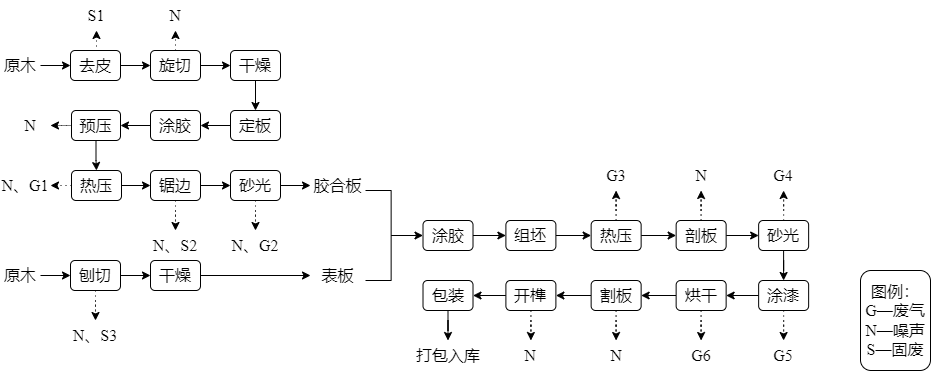 S1
N
原木
去皮
旋切
干燥
N
预压
涂胶
定板
N、G1
热压
锯边
砂光
胶合板
N、S2
N、G2
原木
刨切
干燥
表板
N、S3
G3
N
G4
涂胶
组坯
热压
剖板
砂光
包装
开榫
割板
烘干
涂漆
打包入库
N
N
G6
G5
图例：
G—废气
N—噪声
S—固废